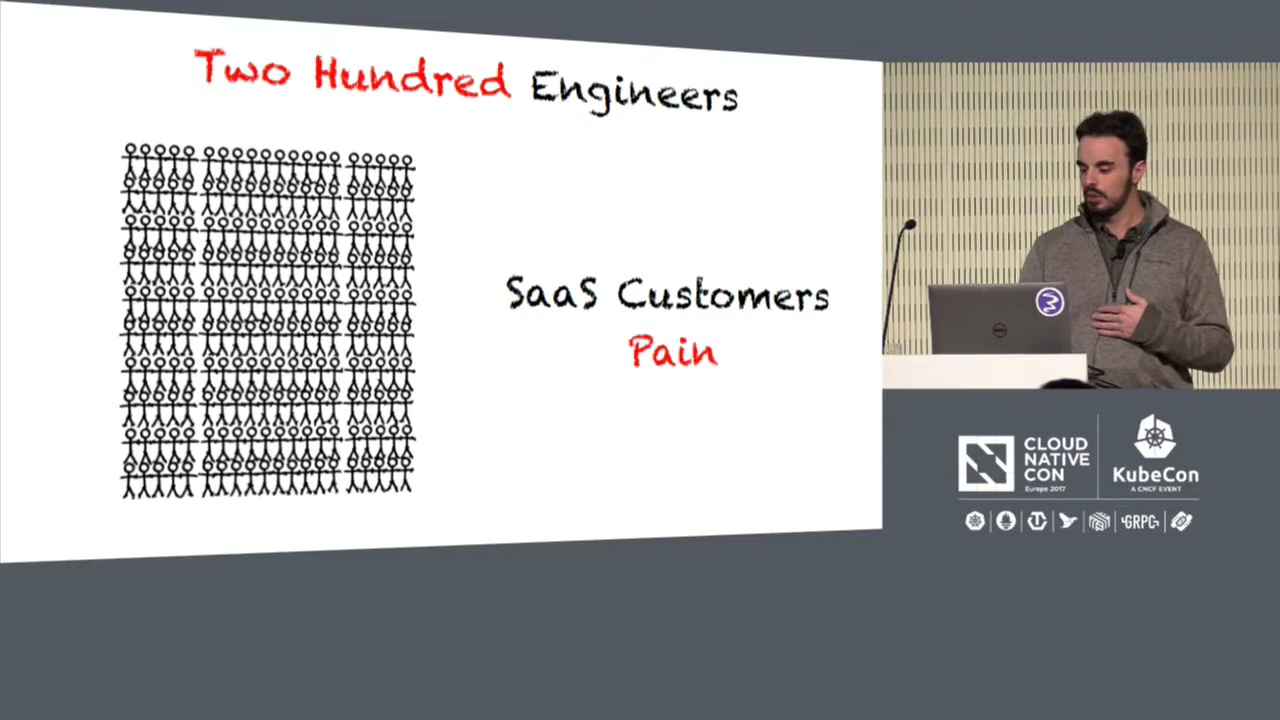 Two Hundred Engineers
SaaS Customers
Pain
CLOUD
NATIVE
CON
Europe 2017
KubeCon
A CNCF EVENT
GRPC